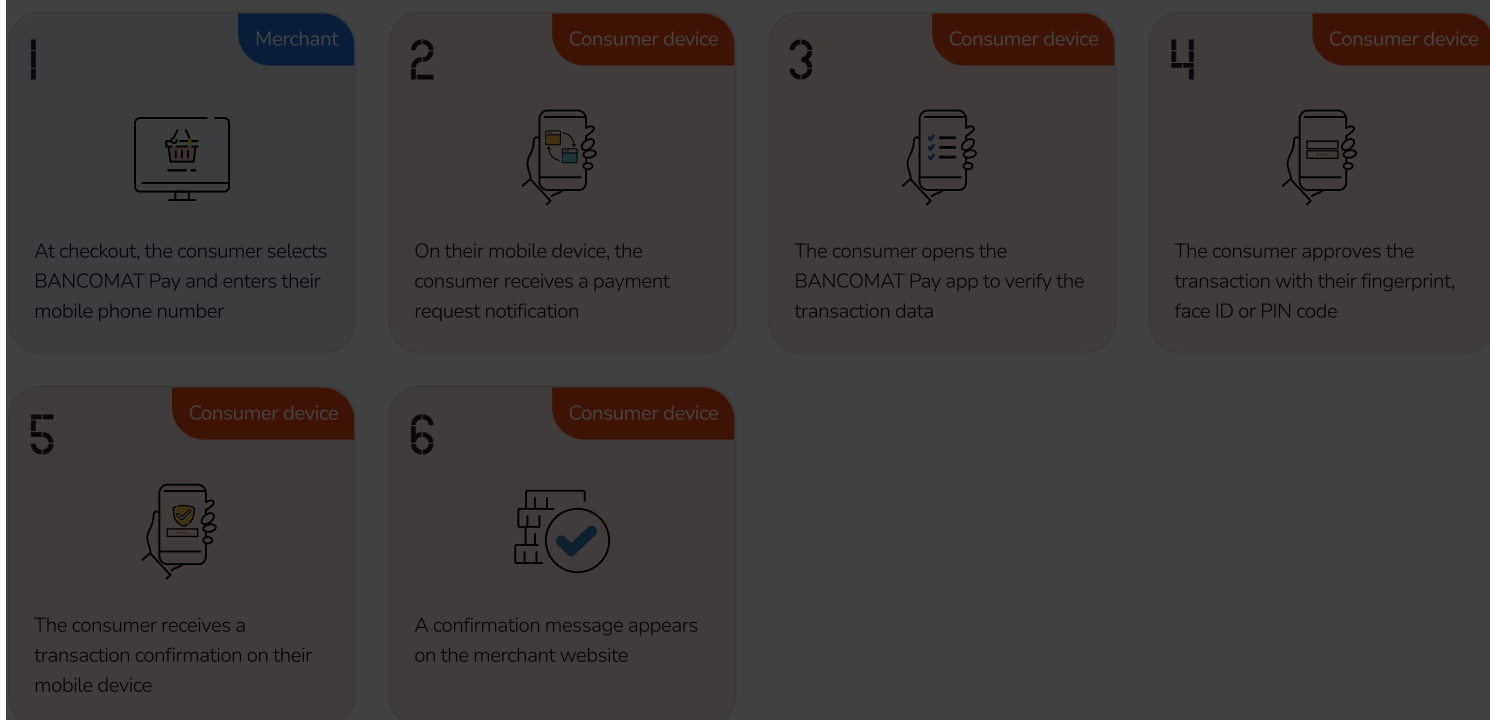 1
Merchant
At checkout, the consumer selects
BANCOMAT Pay and enters their
mobile phone number
2
Consumer device
On their mobile device, the
consumer receives a payment
request notification
3
Consumer device
The consumer opens the
BANCOMAT Pay app to verify the
transaction data
4
Consumer device
The consumer approves the
transaction with their fingerprint,
face ID or PIN code
5
Consumer device
The consumer receives a
transaction confirmation on their
mobile device
6
Consumer device
A confirmation message appears
on the merchant website